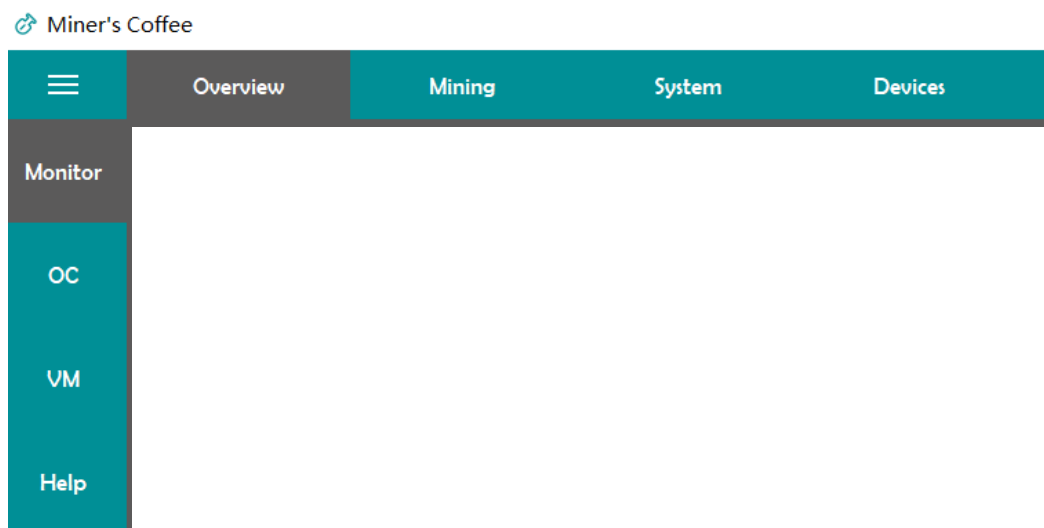 Miner's Coffee
Overview Mining System Devices
Monitor
OC
VM
Help